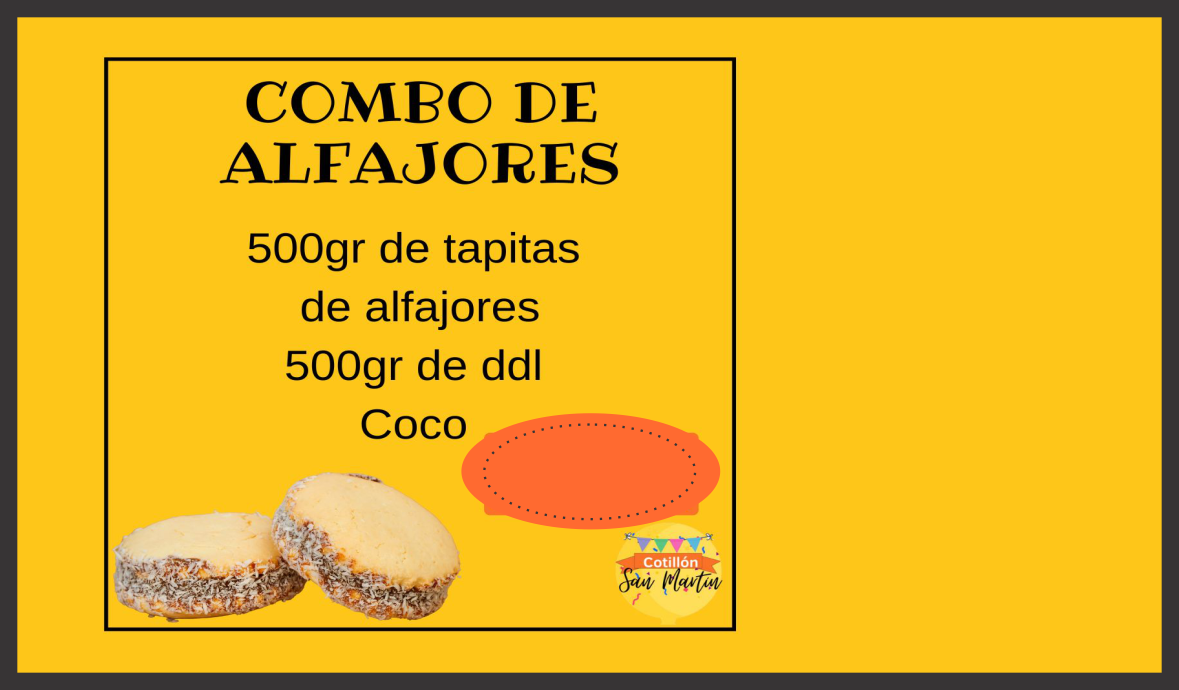 COMBO DE
ALFAJORES
500gr de tapitas
de alfajores
500gr de ddl
Coco
Cotillón
San Martín